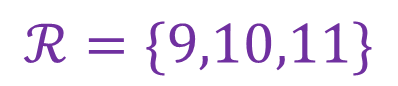 ℛ = {9,10,11}